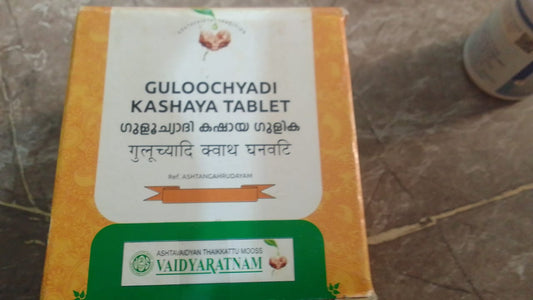 GULOOCHYADI
KASHAYA TABLET
ഗുളൂച്യാദി കഷായ ഗുളിക
गुलूच्यादि क्वाथ घनवटि
Ref. ASHTANGAHRUDAYAM
ASHTAVAIDYAN THAIKKATTU MOOSS
VAIDYARATNAM